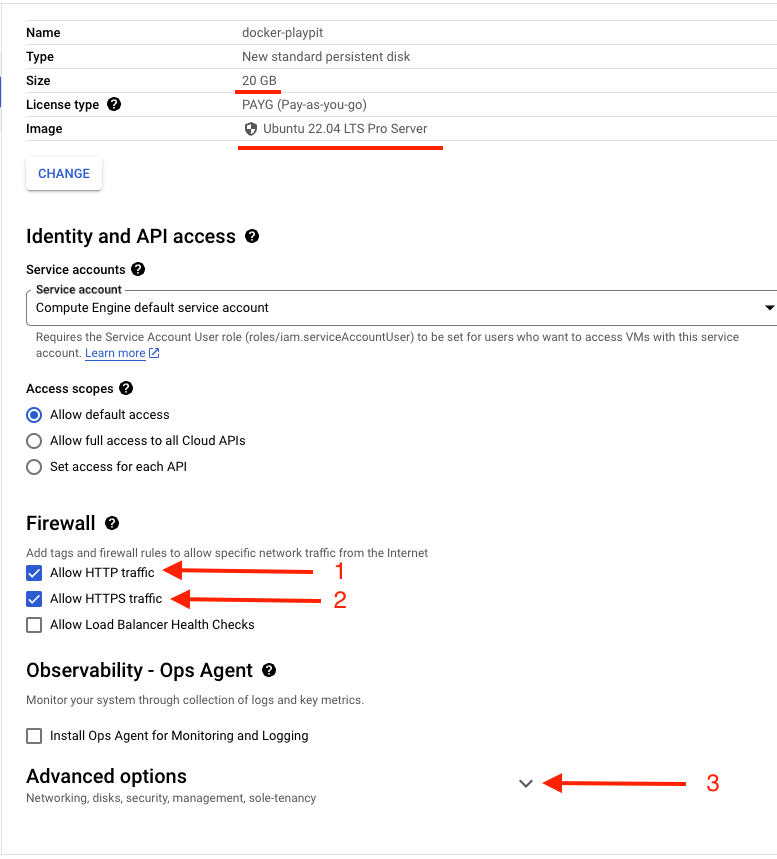 Name docker-playpit
Type New standard persistent disk
Size 20 GB
License type PAYG (Pay-as-you-go)
Image Ubuntu 22.04 LTS Pro Server
CHANGE
Identity and API access
Service accounts
Service account
Compute Engine default service account
Requires the Service Account User role (roles/iam.serviceAccountUser) to be set for users who want to access VMs with this service
account. Learn more
Access scopes
Allow default access
Allow full access to all Cloud APIs
Set access for each API
Firewall
Add tags and firewall rules to allow specific network traffic from the Internet
Allow HTTP traffic 1
Allow HTTPS traffic 2
Allow Load Balancer Health Checks
Observability - Ops Agent
Monitor your system through collection of logs and key metrics.
Install Ops Agent for Monitoring and Logging
Advanced options 3
Networking, disks, security, management, sole-tenancy